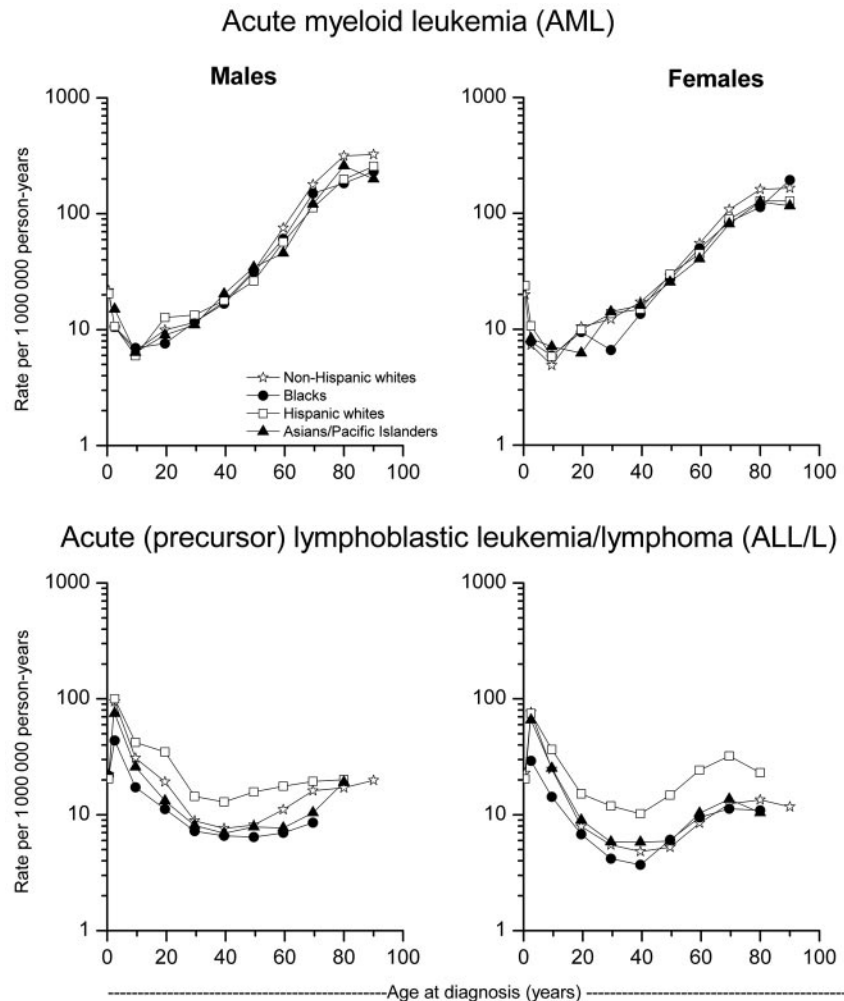 Acute myeloid leukemia (AML)
Males
Females
Rate per 1 000 000 person-years
1000
100
10
1
0 20 40 60 80 100
Non-Hispanic whites
Blacks
Hispanic whites
Asians/Pacific Islanders
1000
100
10
1
0 20 40 60 80 100
Acute (precursor) lymphoblastic leukemia/lymphoma (ALL/L)
Rate per 1 000 000 person-years
1000
100
10
1
0 20 40 60 80 100
1000
100
10
1
0 20 40 60 80 100
Age at diagnosis (years)